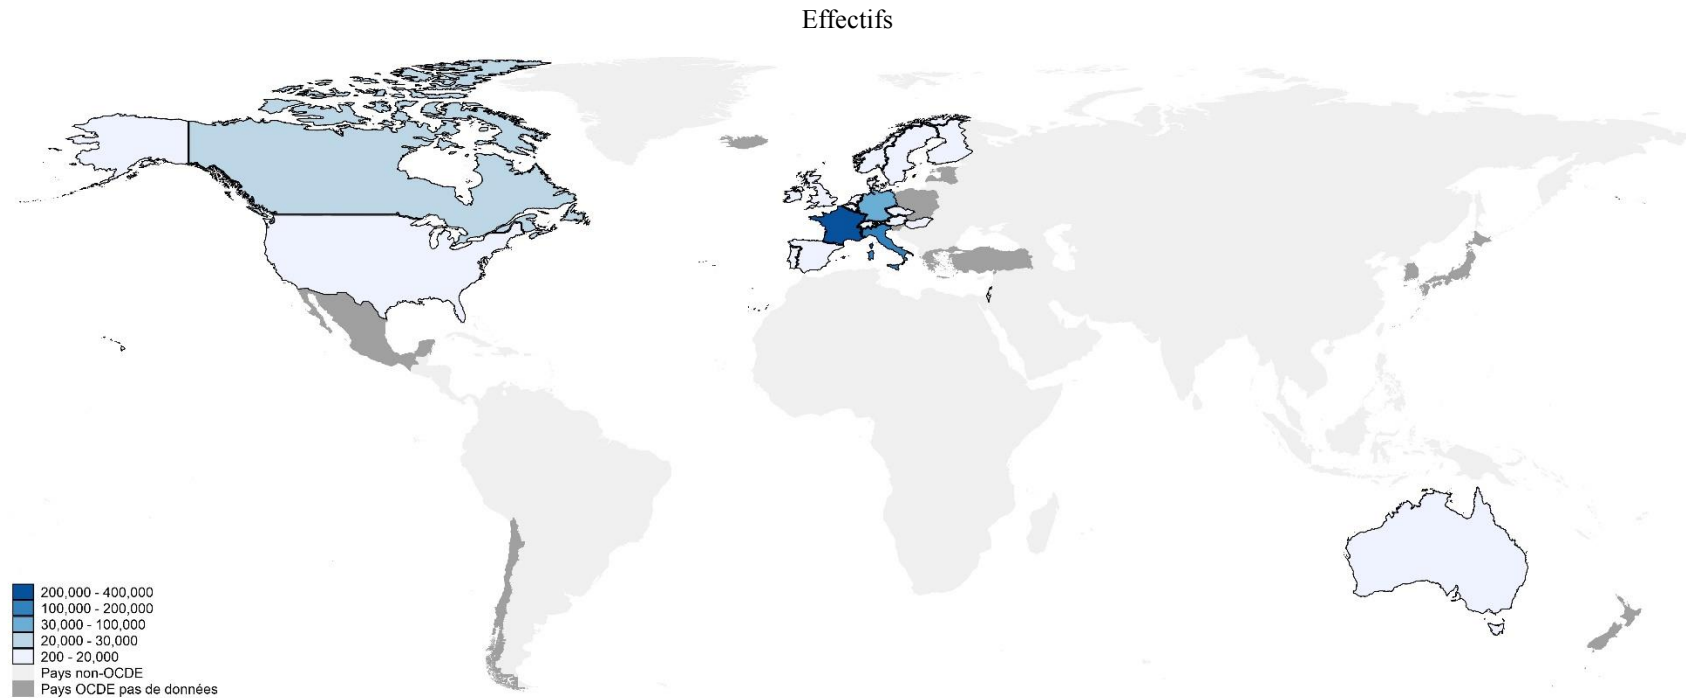 Effectifs
200,000 - 400,000
100,000 - 200,000
30,000 - 100,000
20,000 - 30,000
200 - 20,000
Pays non-OCDE
Pays OCDE pas de données